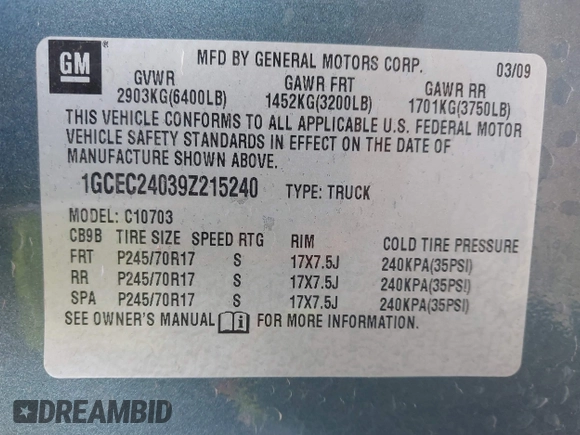 GM
MFD BY GENERAL MOTORS CORP. 03/09
GVWR GAWR FRT GAWR RR
2903KG(6400LB) 1452KG(3200LB) 1701KG(3750LB)
THIS VEHICLE CONFORMS TO ALL APPLICABLE U.S. FEDERAL MOTOR
VEHICLE SAFETY STANDARDS IN EFFECT ON THE DATE OF
MANUFACTURE SHOWN ABOVE.
1GCEC24039Z215240 TYPE: TRUCK
MODEL: C10703
CB9B TIRE SIZE SPEED RTG RIM COLD TIRE PRESSURE
FRT P245/70R17 S 17X7.5J 240KPA(35PSI)
RR P245/70R17 S 17X7.5J 240KPA(35PSI)
SPA P245/70R17 S 17X7.5J 240KPA(35PSI)
SEE OWNER'S MANUAL FOR MORE INFORMATION.
DREAMBID